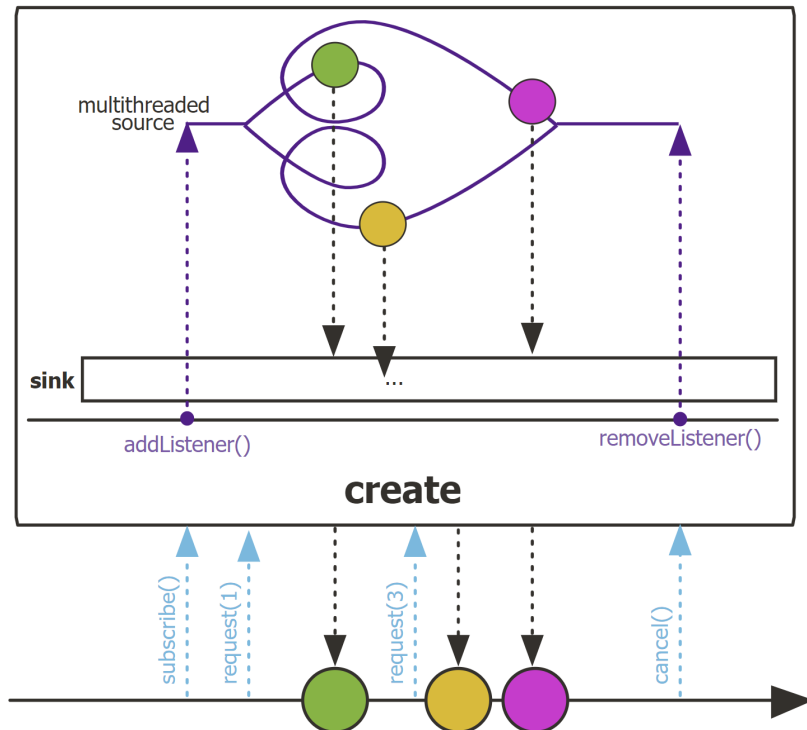 multithreaded
source
sink
...
addListener()
removeListener()
create
subscribe()
request(1)
request(3)
cancel()